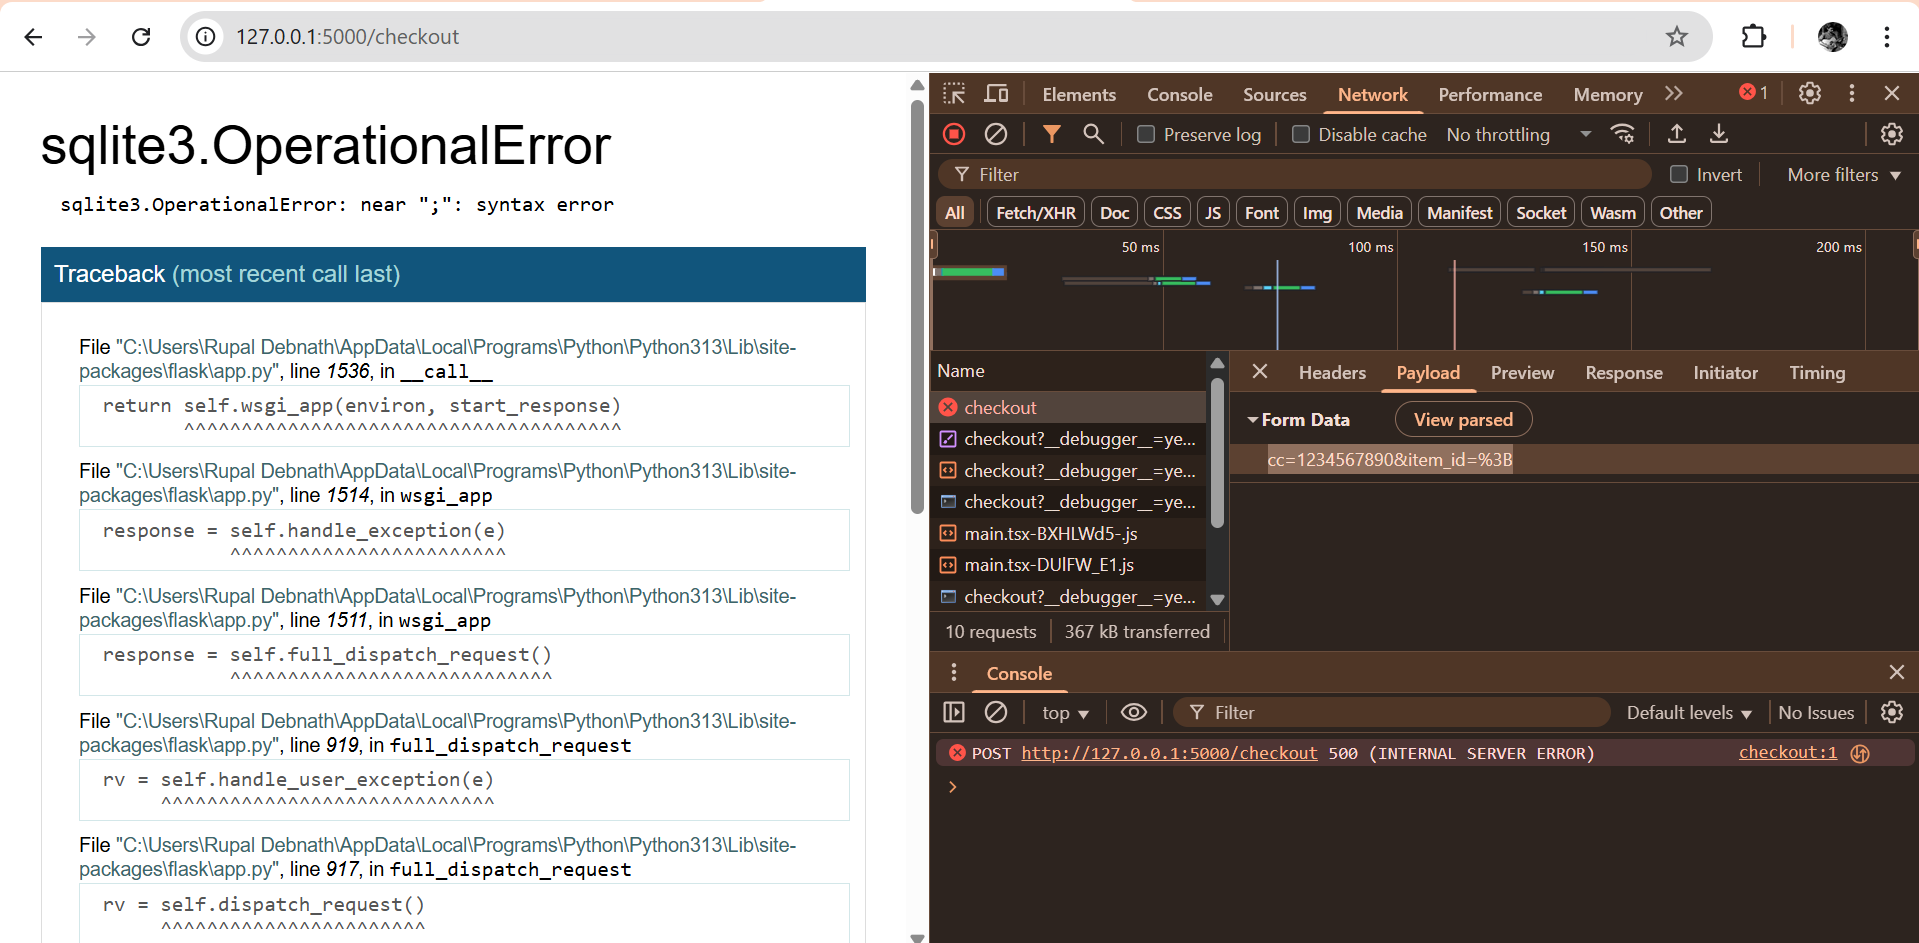 127.0.0.1:5000/checkout
sqlite3.OperationalError
sqlite3.OperationalError: near ";": syntax error
Traceback (most recent call last)
File "C:\Users\Rupal Debnath\AppData\Local\Programs\Python\Python313\Lib\site-
packages\flask\app.py", line 1536, in __call__
return self.wsgi_app(environ, start_response)
^^^^^^^^^^^^^^^^^^^^^^^^^^^^^^^^^^^^^^
File "C:\Users\Rupal Debnath\AppData\Local\Programs\Python\Python313\Lib\site-
packages\flask\app.py", line 1514, in wsgi_app
response = self.handle_exception(e)
^^^^^^^^^^^^^^^^^^^^^^^^
File "C:\Users\Rupal Debnath\AppData\Local\Programs\Python\Python313\Lib\site-
packages\flask\app.py", line 1511, in wsgi_app
response = self.full_dispatch_request()
^^^^^^^^^^^^^^^^^^^^^^^^^^^^
File "C:\Users\Rupal Debnath\AppData\Local\Programs\Python\Python313\Lib\site-
packages\flask\app.py", line 919, in full_dispatch_request
rv = self.handle_user_exception(e)
^^^^^^^^^^^^^^^^^^^^^^^^^^^^^
File "C:\Users\Rupal Debnath\AppData\Local\Programs\Python\Python313\Lib\site-
packages\flask\app.py", line 917, in full_dispatch_request
rv = self.dispatch_request()
^^^^^^^^^^^^^^^^^^^^^^^
Elements Console Sources Network Performance Memory 1
Preserve log Disable cache No throttling
Filter Invert More filters
All Fetch/XHR Doc CSS JS Font Img Media Manifest Socket Wasm Other
50 ms 100 ms 150 ms 200 ms
Name
checkout
checkout?__debugger__=ye...
checkout?__debugger__=ye...
checkout?__debugger__=ye...
main.tsx-BXHLWd5-.js
main.tsx-DUlFW_E1.js
checkout?__debugger__=ye...
10 requests 367 kB transferred
Headers Payload Preview Response Initiator Timing
Form Data View parsed
cc=1234567890&item_id=%3B
Console
top Filter Default levels No Issues
POST http://127.0.0.1:5000/checkout 500 (INTERNAL SERVER ERROR) checkout:1